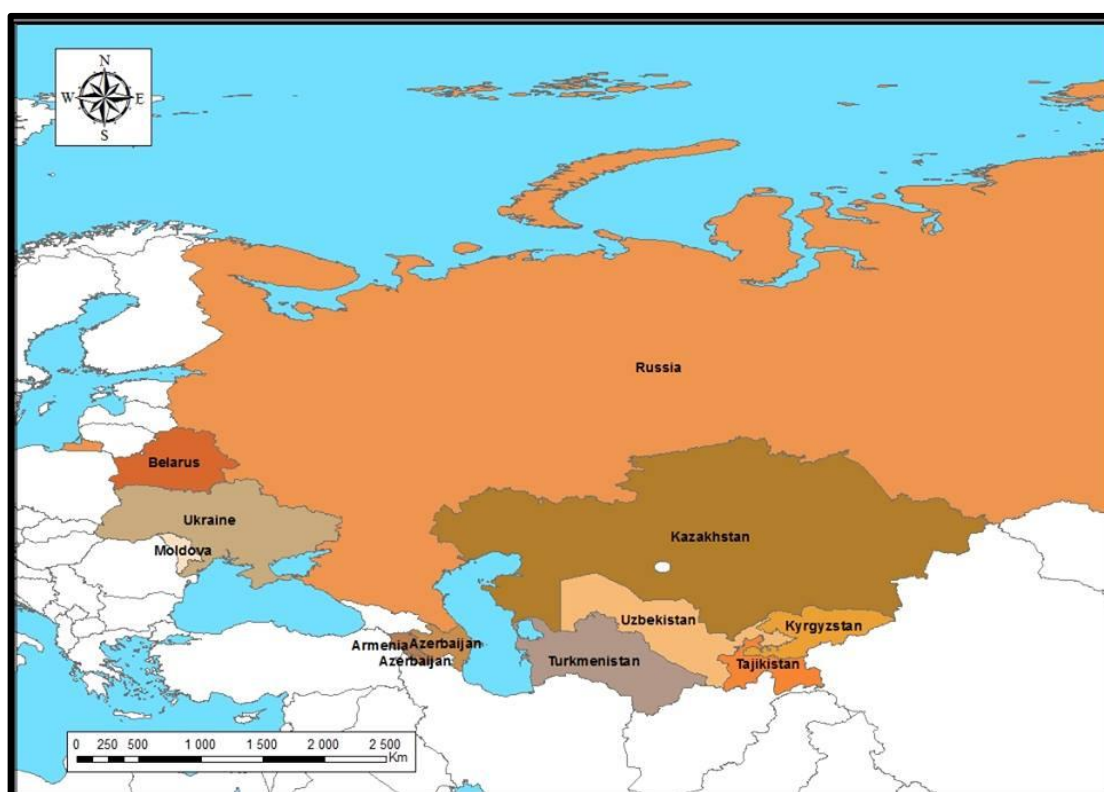 N
W E
S
Russia
Belarus
Ukraine
Moldova
Kazakhstan
Uzbekistan
Kyrgyzstan
Armenia Azerbaijan
Azerbaijan
Turkmenistan
Tajikistan
0 250 500 1 000 1 500 2 000 2 500
Km